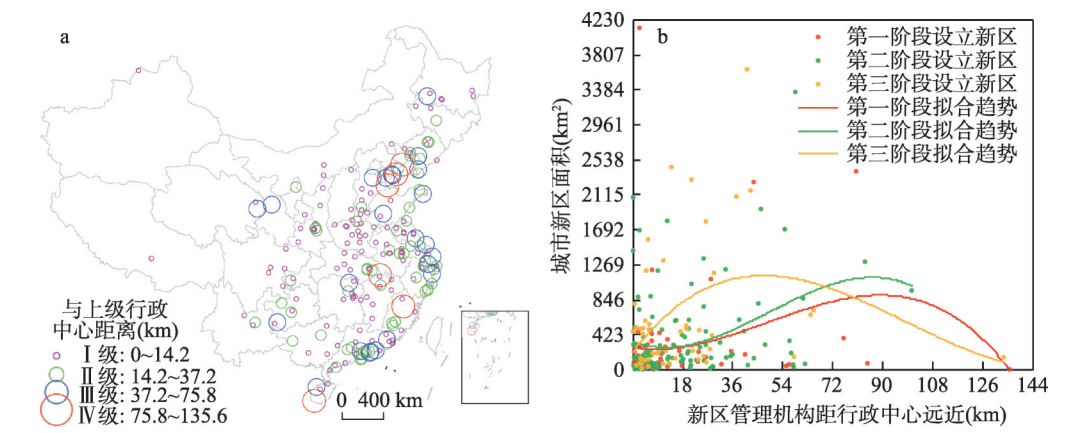 a
与上级行政
中心距离(km)
Ⅰ级: 0~14.2
Ⅱ级: 14.2~37.2
Ⅲ级: 37.2~75.8
Ⅳ级: 75.8~135.6
0 400 km
b
城市新区面积(km²)
4230
3807
3384
2961
2538
2115
1692
1269
846
423
0
第一阶段设立新区
第二阶段设立新区
第三阶段设立新区
第一阶段拟合趋势
第二阶段拟合趋势
第三阶段拟合趋势
18 36 54 72 90 108 126 144
新区管理机构距行政中心远近(km)